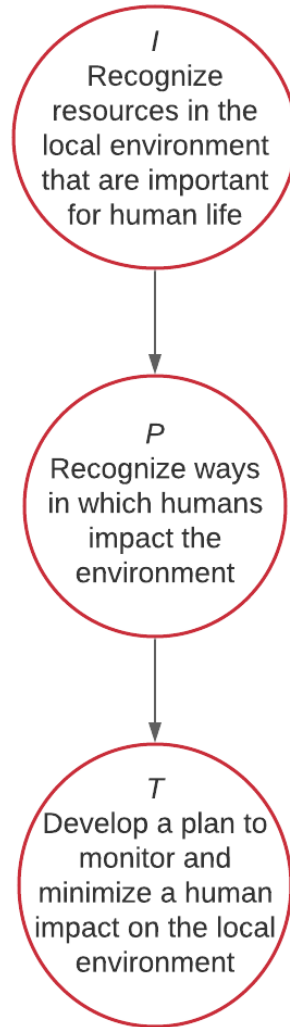 I
Recognize
resources in the
local environment
that are important
for human life
P
Recognize ways
in which humans
impact the
environment
T
Develop a plan to
monitor and
minimize a human
impact on the local
environment